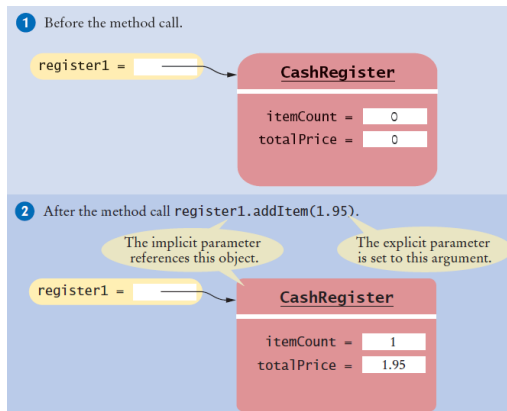 1 Before the method call.
register1 =
CashRegister
itemCount = 0
totalPrice = 0
2 After the method call register1.addItem(1.95).
The implicit parameter
references this object.
The explicit parameter
is set to this argument.
register1 =
CashRegister
itemCount = 1
totalPrice = 1.95